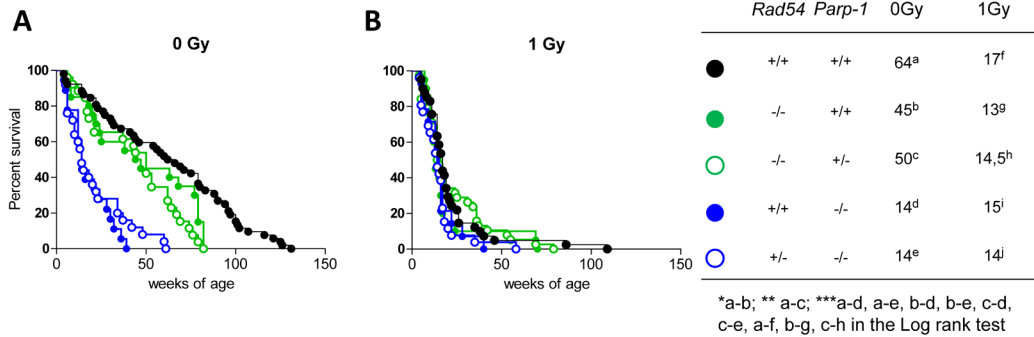 A
0 Gy
Percent survival
100
80
60
40
20
0
0 50 100 150
weeks of age
B
1 Gy
100
80
60
40
20
0
0 50 100 150
weeks of age
Rad54 Parp-1 0Gy 1Gy
+/+ +/+ 64ᵃ 17ᶠ
-/- +/+ 45ᵇ 13ᵍ
-/- +/- 50ᶜ 14,5ʰ
+/+ -/- 14ᵈ 15ⁱ
+/- -/- 14ᵉ 14ʲ
*a-b; ** a-c; ***a-d, a-e, b-d, b-e, c-d,
c-e, a-f, b-g, c-h in the Log rank test